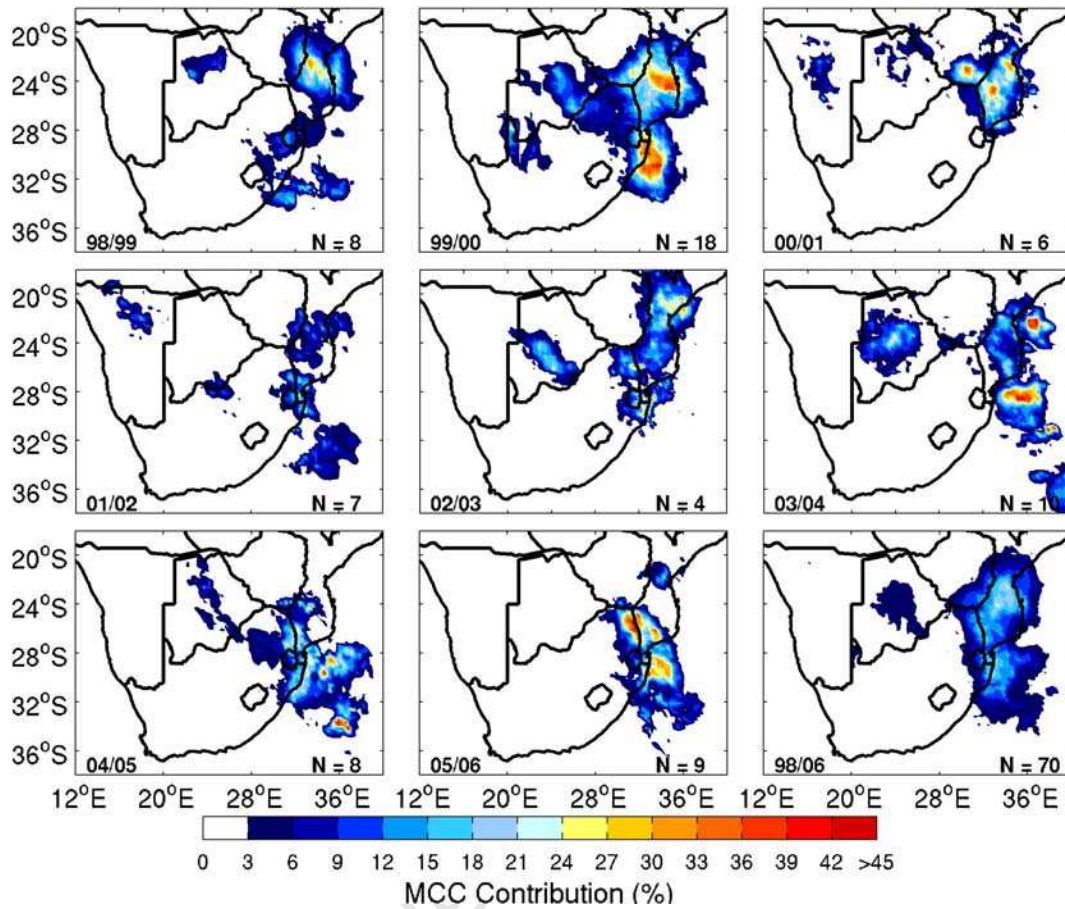 20°S
24°S
28°S
32°S
36°S
98/99 N = 8
99/00 N = 18
00/01 N = 6
20°S
24°S
28°S
32°S
36°S
01/02 N = 7
02/03 N = 4
03/04 N = 10
20°S
24°S
28°S
32°S
36°S
04/05 N = 8
05/06 N = 9
98/06 N = 70
12°E 20°E 28°E 36°E 12°E 20°E 28°E 36°E 12°E 20°E 28°E 36°E
0 3 6 9 12 15 18 21 24 27 30 33 36 39 42 >45
MCC Contribution (%)